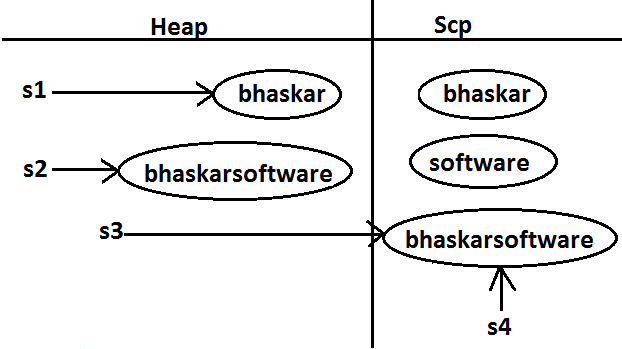 Heap Scp
s1 bhaskar bhaskar
s2 bhaskarsoftware software
s3 bhaskarsoftware
s4